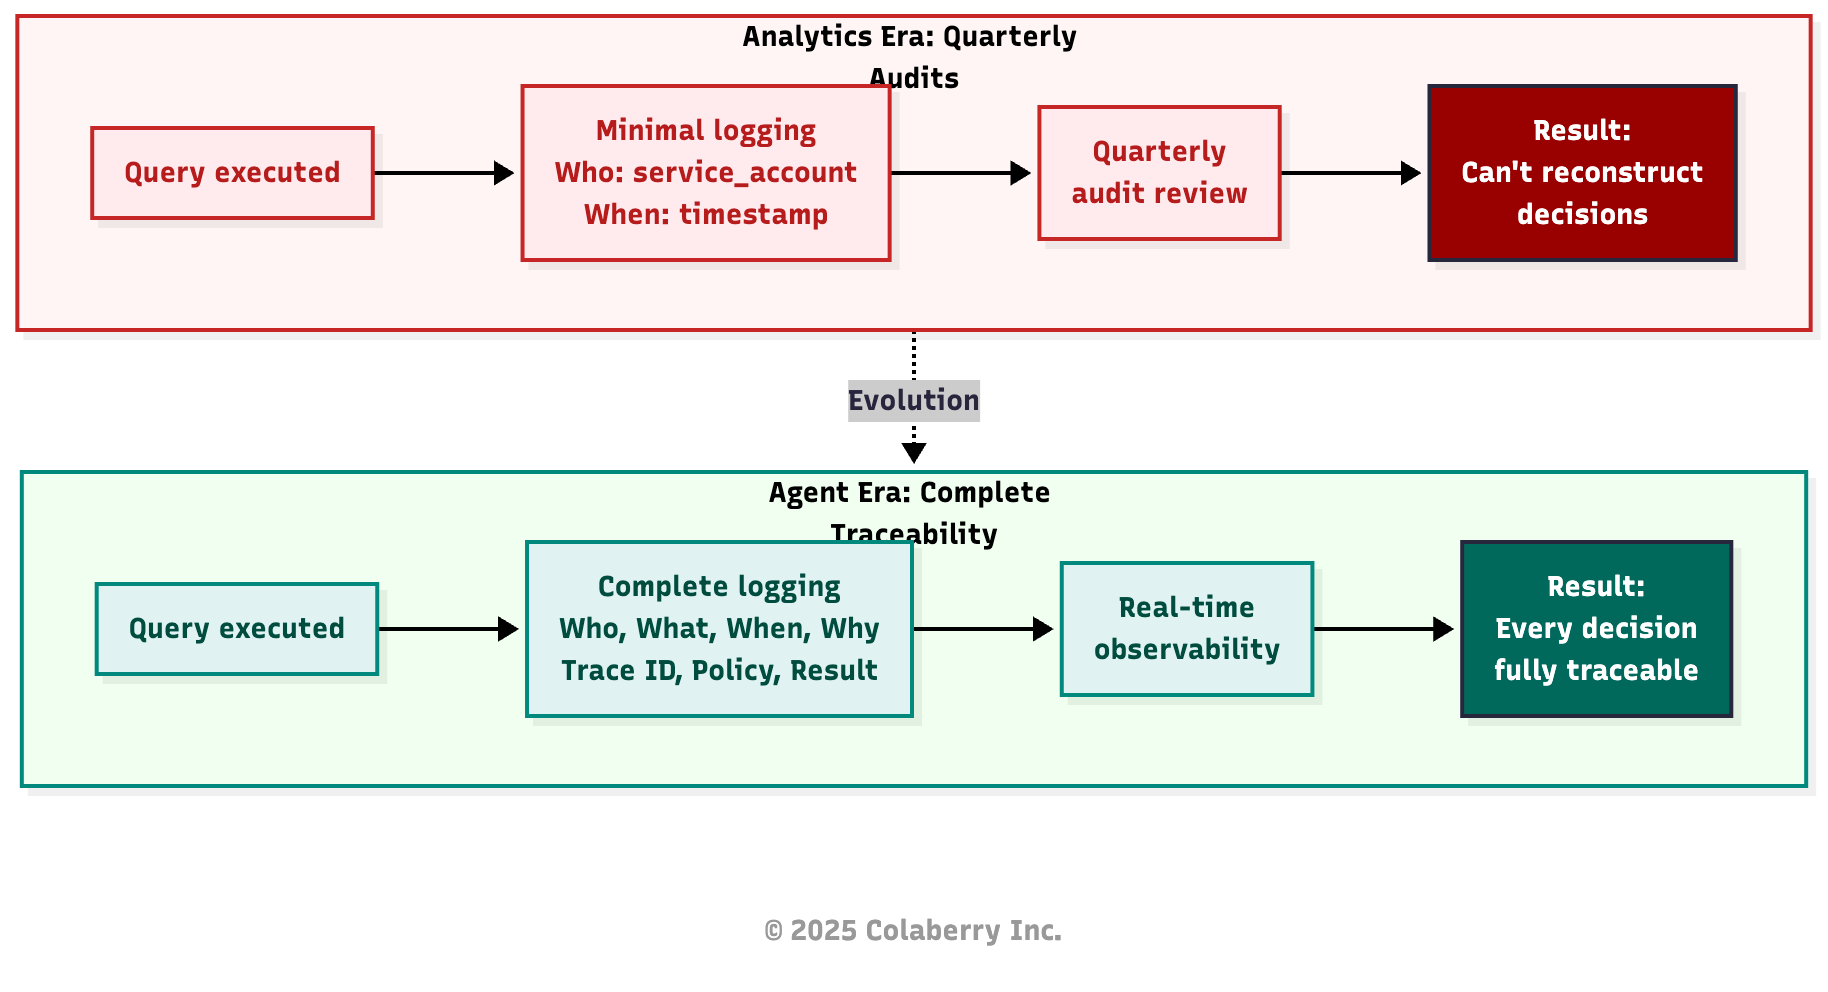 Analytics Era: Quarterly
Audits
Query executed
Minimal logging
Who: service_account
When: timestamp
Quarterly
audit review
Result:
Can't reconstruct
decisions
Evolution
Agent Era: Complete
Traceability
Query executed
Complete logging
Who, What, When, Why
Trace ID, Policy, Result
Real-time
observability
Result:
Every decision
fully traceable
© 2025 Colaberry Inc.